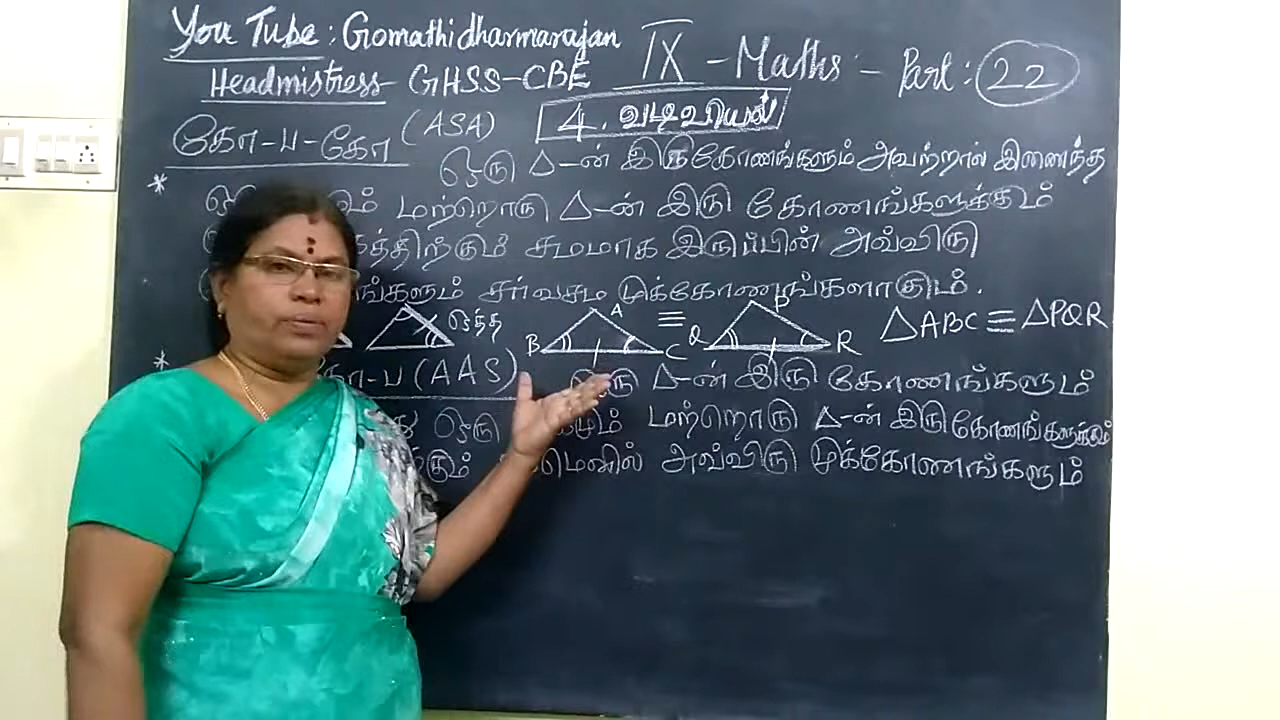 You Tube : Gomathidharmarajan
Headmistress - GHSS-CBE
IX - Maths - Part : 22
4. வடிவியல்
கோ-ப-கோ (ASA)
ஒரு Δ-ன் இருகோணங்களும் அவற்றால் இணைந்த
* மற்றொரு Δ-ன் இரு கோணங்களுக்கும்
சமமாக இருப்பின் அவ்விரு
சர்வசம முக்கோணங்களாகும்.
ஒத்த
A B C ≡ P Q R
ΔABC ≡ ΔPQR
* ப (AAS)
ஒரு Δ-ன் இரு கோணங்களும்
ஒரு மற்றொரு Δ-ன் இருகோணங்களுக்கும்
அவ்விரு முக்கோணங்களும்